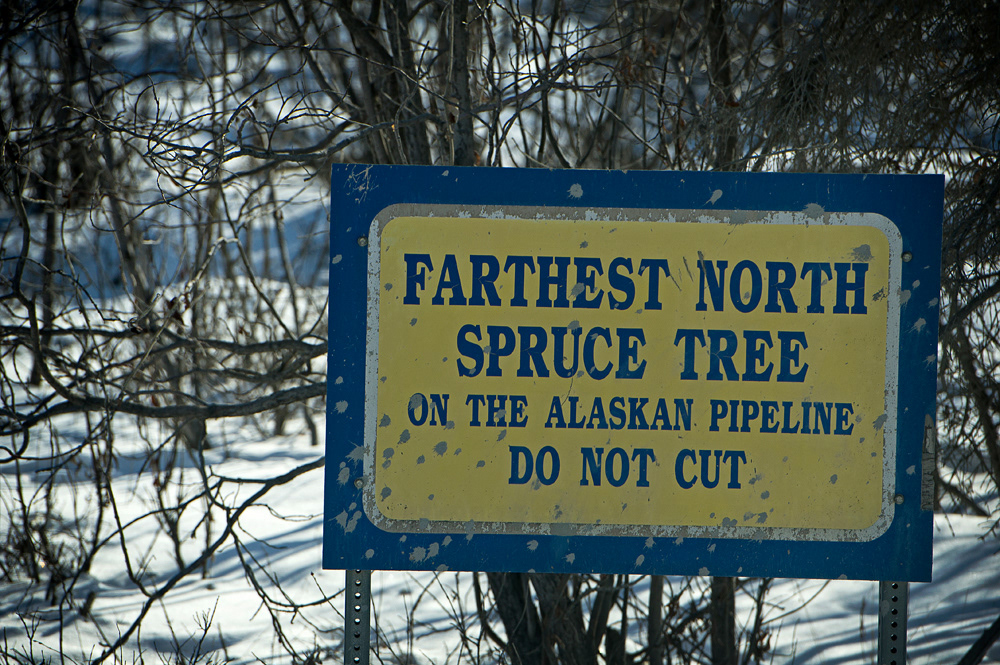 FARTHEST NORTH
SPRUCE TREE
ON THE ALASKAN PIPELINE
DO NOT CUT